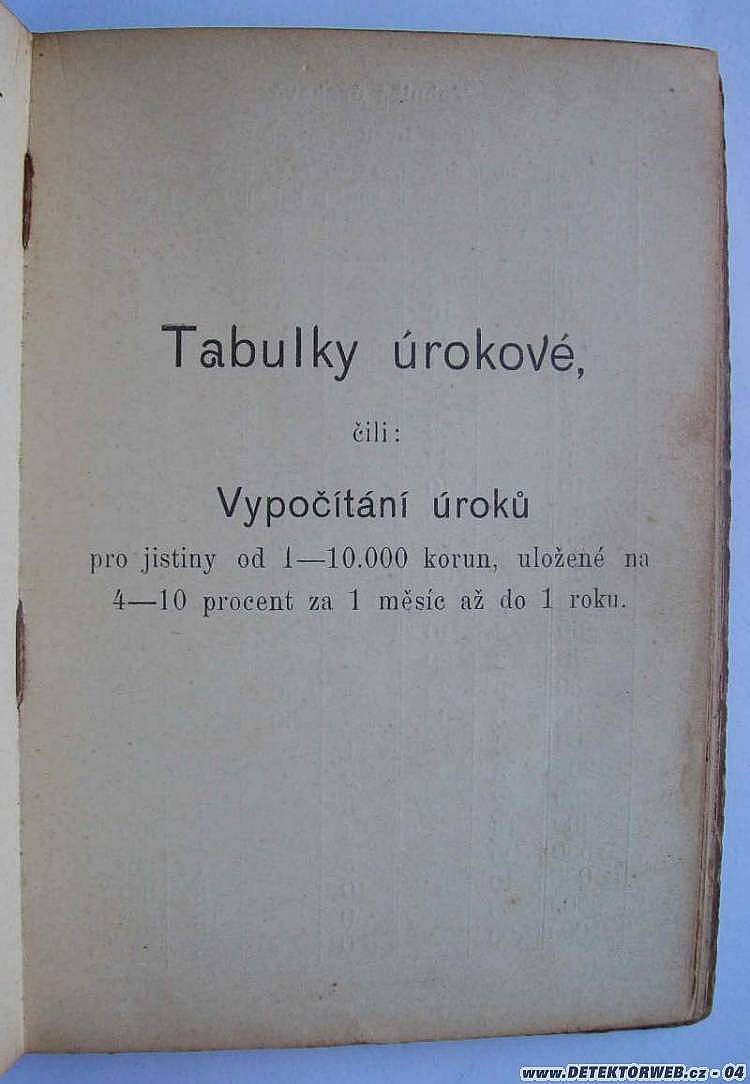 Tabulky úrokové,
čili:
Vypočítání úroků
pro jistiny od 1—10.000 korun, uložené na
4—10 procent za 1 měsíc až do 1 roku.
www.DETEKTORWEB.cz - 04